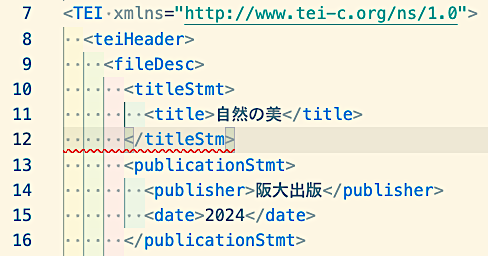 7 <TEI xmlns="http://www.tei-c.org/ns/1.0">
8   <teiHeader>
9     <fileDesc>
10       <titleStmt>
11         <title>自然の美</title>
12       </titleStm>
13       <publicationStmt>
14         <publisher>阪大出版</publisher>
15         <date>2024</date>
16       </publicationStmt>